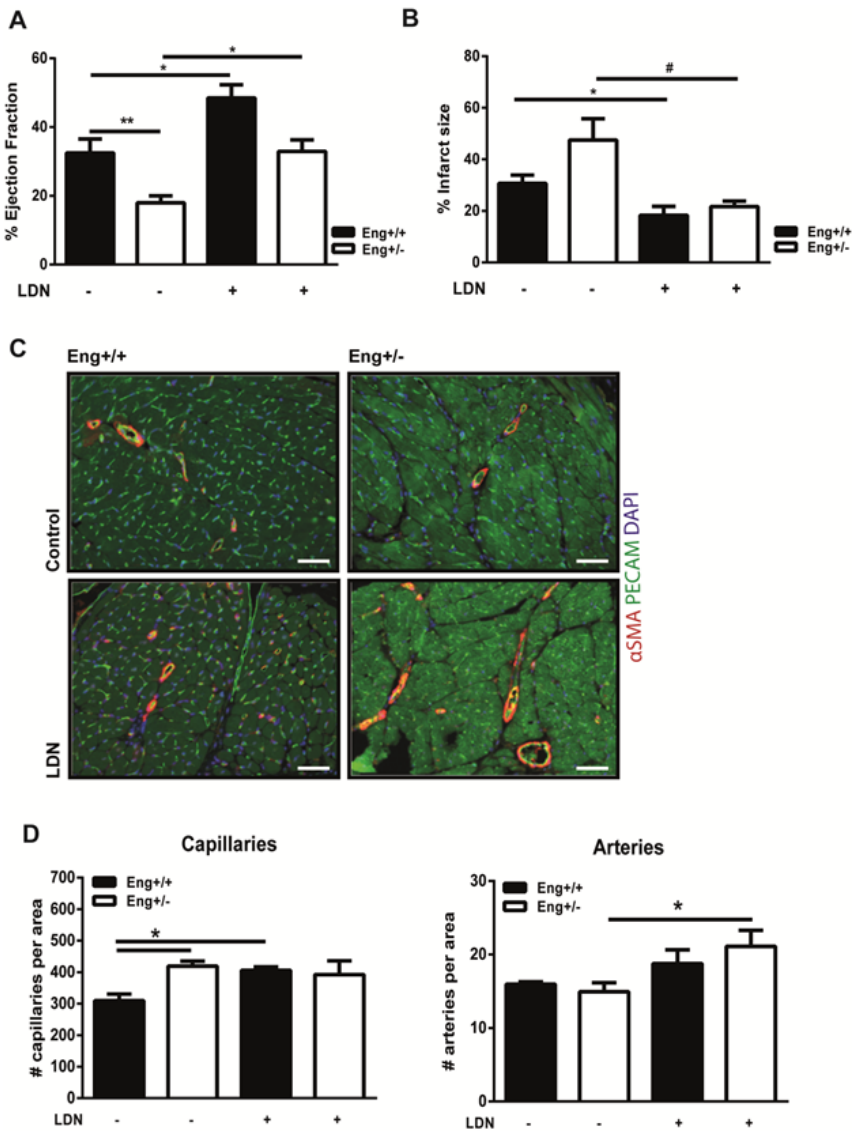 A
B
*
*
**
60
40
20
0
% Ejection Fraction
Eng+/+
Eng+/-
LDN - - + +
#
*
80
60
40
20
0
% Infarct size
Eng+/+
Eng+/-
LDN - - + +
C
Eng+/+ Eng+/-
Control
LDN
αSMA PECAM DAPI
D
Capillaries
700
600
500
400
300
200
100
0
# capillaries per area
Eng+/+
Eng+/-
*
LDN - - + +
Arteries
30
20
10
0
# arteries per area
Eng+/+
Eng+/-
*
LDN - - + +